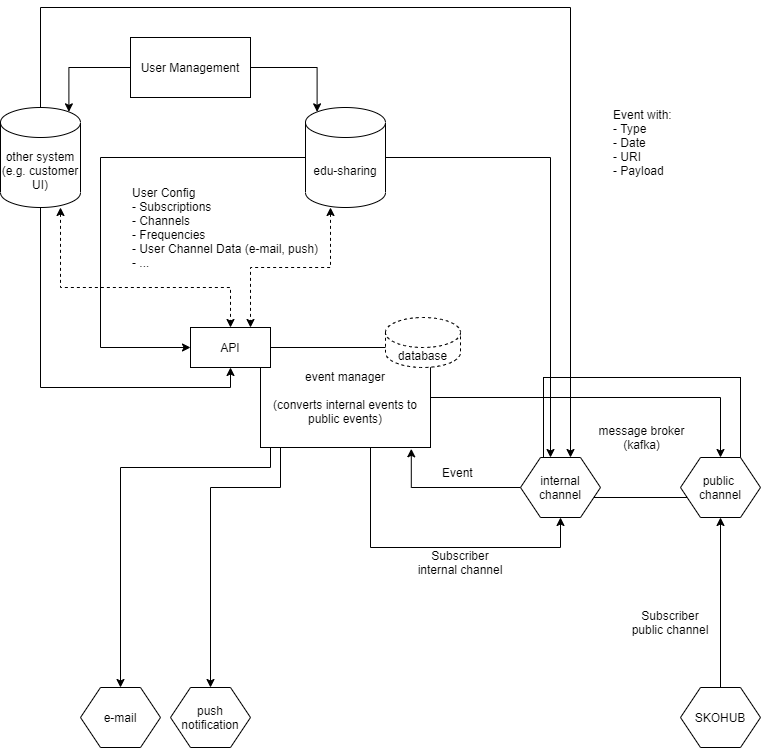 User Management
Event with:
- Type
- Date
- URI
- Payload
other system
(e.g. customer
UI)
edu-sharing
User Config
- Subscriptions
- Channels
- Frequencies
- User Channel Data (e-mail, push)
- ...
API
database
event manager
(converts internal events to
public events)
message broker
(kafka)
Event
internal
channel
public
channel
Subscriber
internal channel
Subscriber
public channel
e-mail
push
notification
SKOHUB